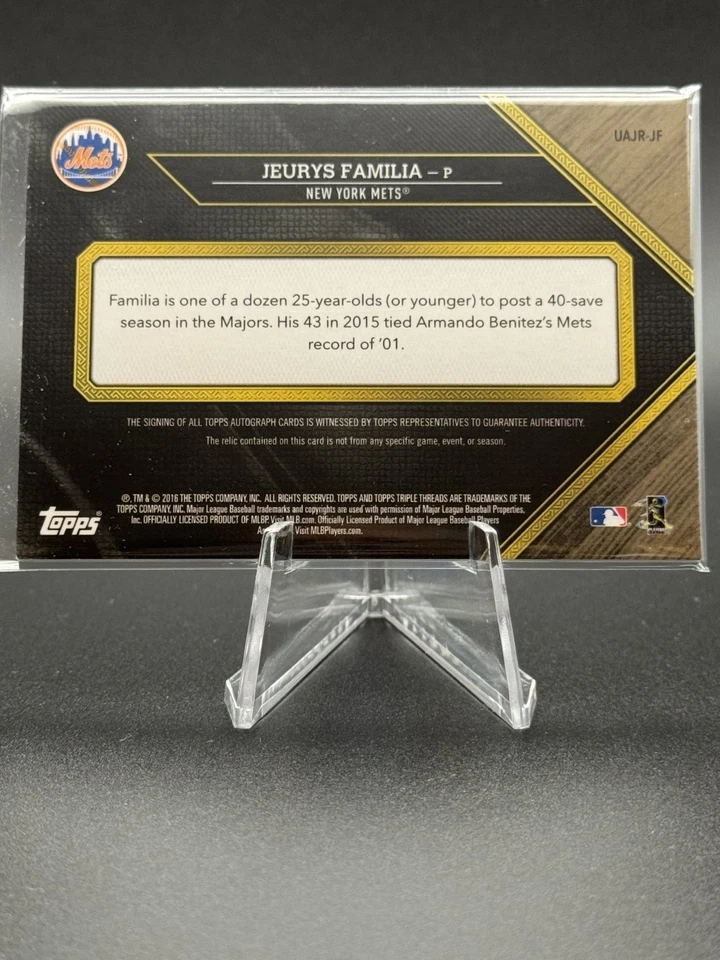 Mets
UAJR-JF
JEURYS FAMILIA – P
NEW YORK METS®
Familia is one of a dozen 25-year-olds (or younger) to post a 40-save
season in the Majors. His 43 in 2015 tied Armando Benitez's Mets
record of '01.
THE SIGNING OF ALL TOPPS AUTOGRAPH CARDS IS WITNESSED BY TOPPS REPRESENTATIVES TO GUARANTEE AUTHENTICITY.
The relic contained on this card is not from any specific game, event, or season.
®, TM & © 2016 THE TOPPS COMPANY, INC. ALL RIGHTS RESERVED. TOPPS AND TOPPS TRIPLE THREADS ARE TRADEMARKS OF THE
TOPPS COMPANY, INC. Major League Baseball trademarks and copyrights are used with permission of Major League Baseball Properties,
Inc. OFFICIALLY LICENSED PRODUCT OF MLBP. Visit MLB.com. Officially Licensed Product of Major League Baseball Players
Visit MLBPlayers.com.
Topps®